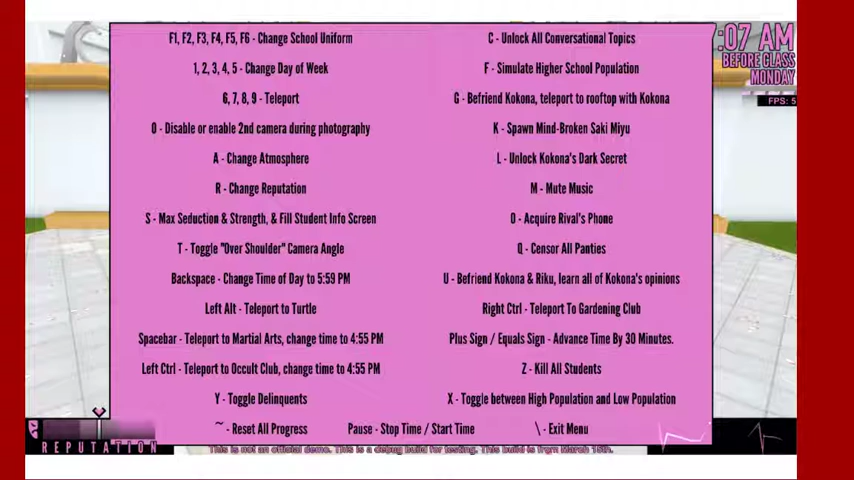 F1, F2, F3, F4, F5, F6 - Change School Uniform
1, 2, 3, 4, 5 - Change Day of Week
6, 7, 8, 9 - Teleport
0 - Disable or enable 2nd camera during photography
A - Change Atmosphere
R - Change Reputation
S - Max Seduction & Strength, & Fill Student Info Screen
T - Toggle "Over Shoulder" Camera Angle
Backspace - Change Time of Day to 5:59 PM
Left Alt - Teleport to Turtle
Spacebar - Teleport to Martial Arts, change time to 4:55 PM
Left Ctrl - Teleport to Occult Club, change time to 4:55 PM
Y - Toggle Delinquents
~ - Reset All Progress
Pause - Stop Time / Start Time
C - Unlock All Conversational Topics
F - Simulate Higher School Population
G - Befriend Kokona, teleport to rooftop with Kokona
K - Spawn Mind-Broken Saki Miyu
L - Unlock Kokona's Dark Secret
M - Mute Music
O - Acquire Rival's Phone
Q - Censor All Panties
U - Befriend Kokona & Riku, learn all of Kokona's opinions
Right Ctrl - Teleport To Gardening Club
Plus Sign / Equals Sign - Advance Time By 30 Minutes.
Z - Kill All Students
X - Toggle between High Population and Low Population
\ - Exit Menu
7:07 AM
BEFORE CLASS
MONDAY
FPS: 5
REPUTATION
This is not an official demo. This is a debug build for testing. This build is from March 15th.